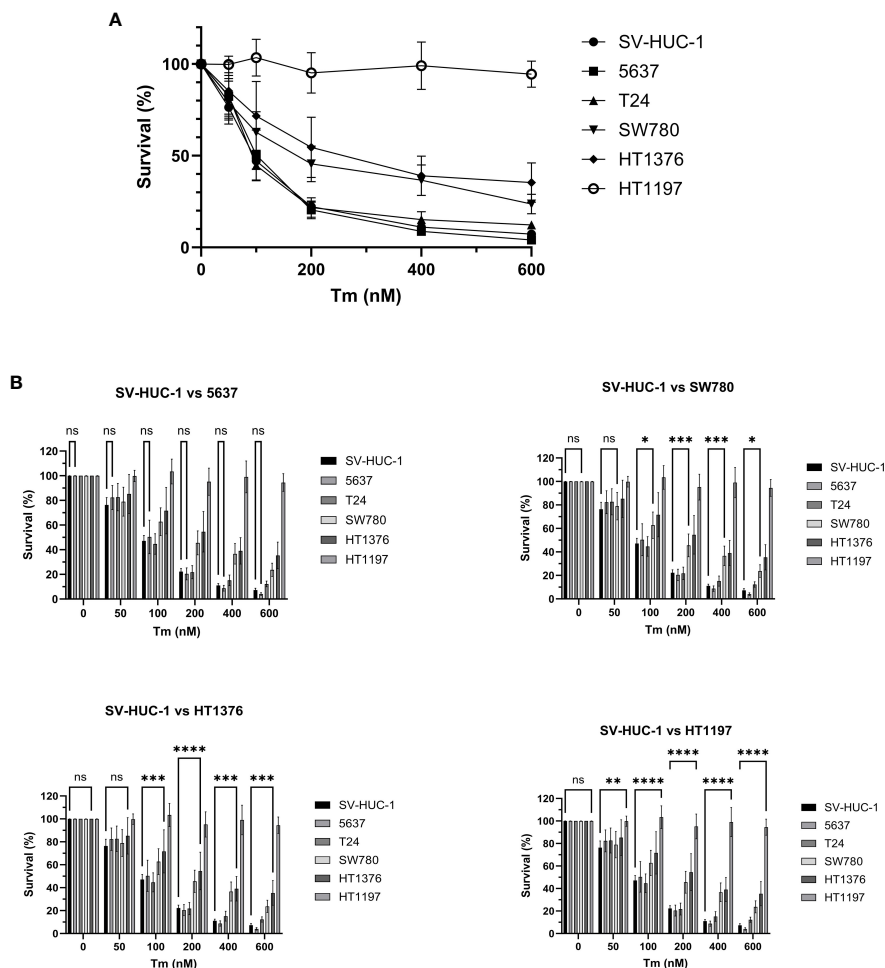 A
Survival (%)
100
50
0
0 200 400 600
Tm (nM)
SV-HUC-1
5637
T24
SW780
HT1376
HT1197
B
SV-HUC-1 vs 5637
ns ns ns ns ns ns
Survival (%)
120
100
80
60
40
20
0
0 50 100 200 400 600
Tm (nM)
SV-HUC-1
5637
T24
SW780
HT1376
HT1197
SV-HUC-1 vs SW780
ns ns * *** *** *
Survival (%)
120
100
80
60
40
20
0
0 50 100 200 400 600
Tm (nM)
SV-HUC-1
5637
T24
SW780
HT1376
HT1197
SV-HUC-1 vs HT1376
ns ns *** **** *** ***
Survival (%)
120
100
80
60
40
20
0
0 50 100 200 400 600
Tm (nM)
SV-HUC-1
5637
T24
SW780
HT1376
HT1197
SV-HUC-1 vs HT1197
ns ** **** **** **** ****
Survival (%)
120
100
80
60
40
20
0
0 50 100 200 400 600
Tm (nM)
SV-HUC-1
5637
T24
SW780
HT1376
HT1197